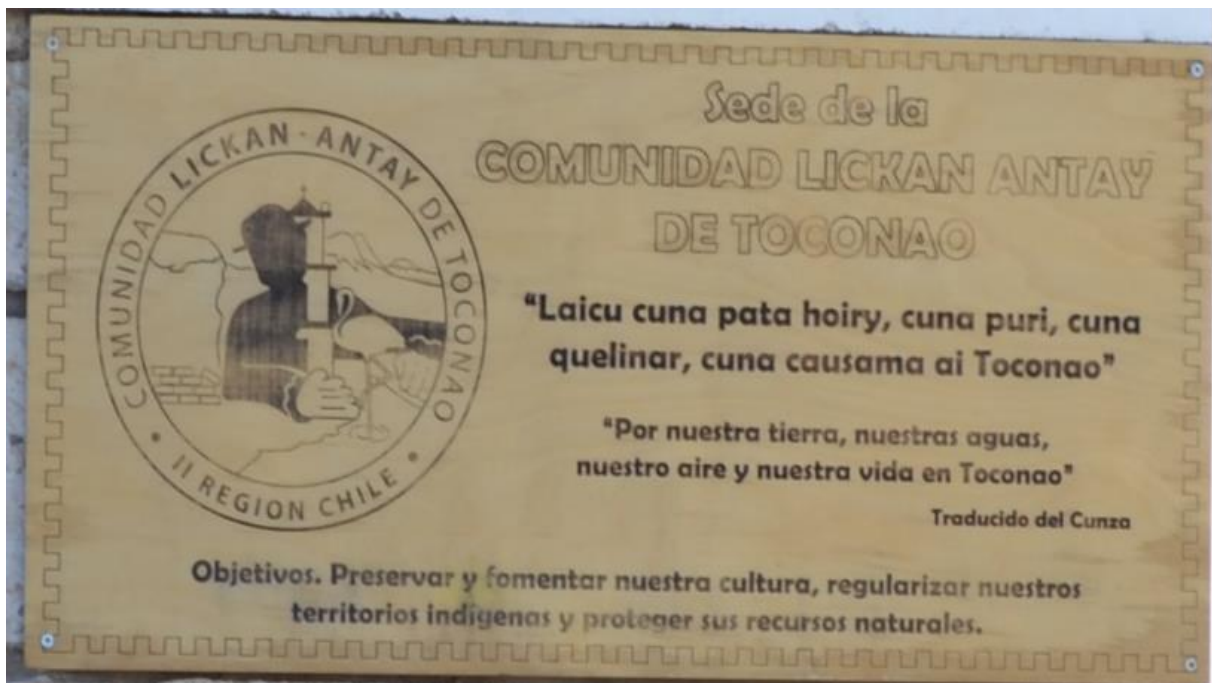 COMUNIDAD LICKAN-ANTAY DE TOCONAO
• II REGION CHILE •
Sede de la
COMUNIDAD LICKAN ANTAY
DE TOCONAO
"Laicu cuna pata hoiry, cuna puri, cuna
quelinar, cuna causama ai Toconao"
"Por nuestra tierra, nuestras aguas,
nuestro aire y nuestra vida en Toconao"
Traducido del Cunza
Objetivos. Preservar y fomentar nuestra cultura, regularizar nuestros
territorios indígenas y proteger sus recursos naturales.